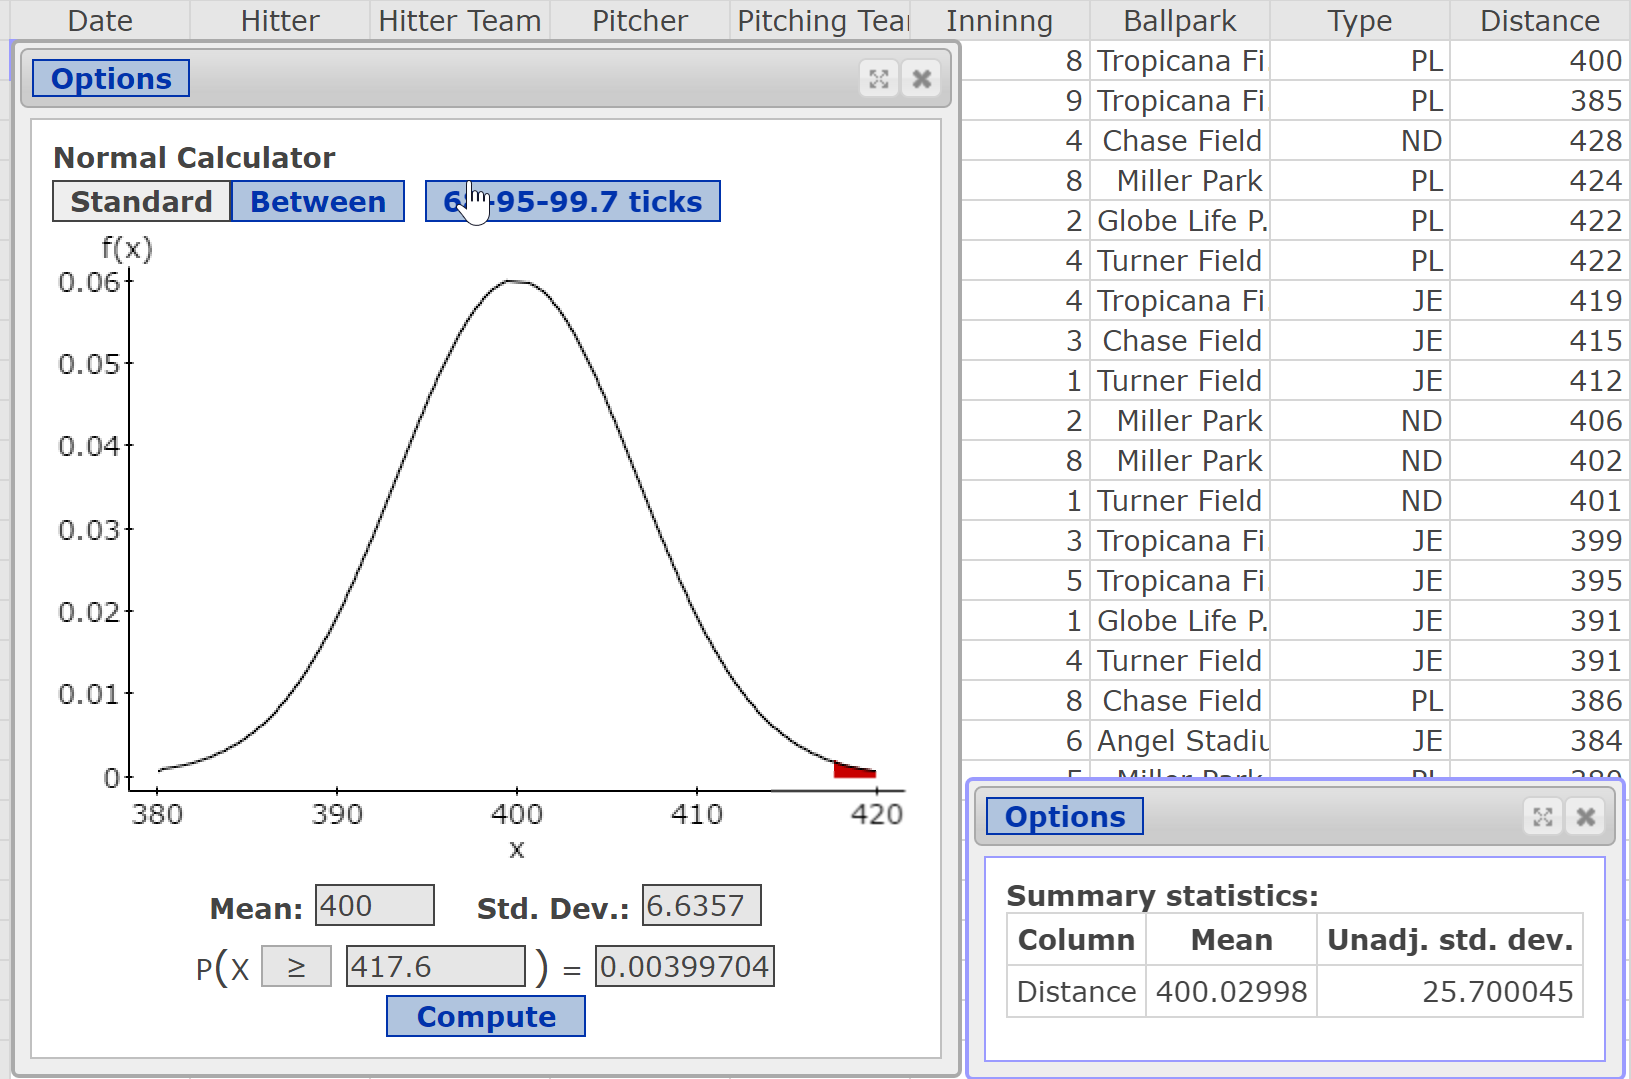 Date Hitter Hitter Team Pitcher Pitching Tea Inninng Ballpark Type Distance
8 Tropicana Fi PL 400
9 Tropicana Fi PL 385
4 Chase Field ND 428
8 Miller Park PL 424
2 Globe Life P. PL 422
4 Turner Field PL 422
4 Tropicana Fi JE 419
3 Chase Field JE 415
1 Turner Field JE 412
2 Miller Park ND 406
8 Miller Park ND 402
1 Turner Field ND 401
3 Tropicana Fi JE 399
5 Tropicana Fi JE 395
1 Globe Life P. JE 391
4 Turner Field JE 391
8 Chase Field PL 386
6 Angel Stadiu JE 384
5 Miller Park PL 380
Options
Normal Calculator
Standard Between 68-95-99.7 ticks
f(x)
0.06
0.05
0.04
0.03
0.02
0.01
0
380 390 400 410 420
x
Mean: 400 Std. Dev.: 6.6357
P(X ≥ 417.6 ) = 0.00399704
Compute
Options
Summary statistics:
Column Mean Unadj. std. dev.
Distance 400.02998 25.700045